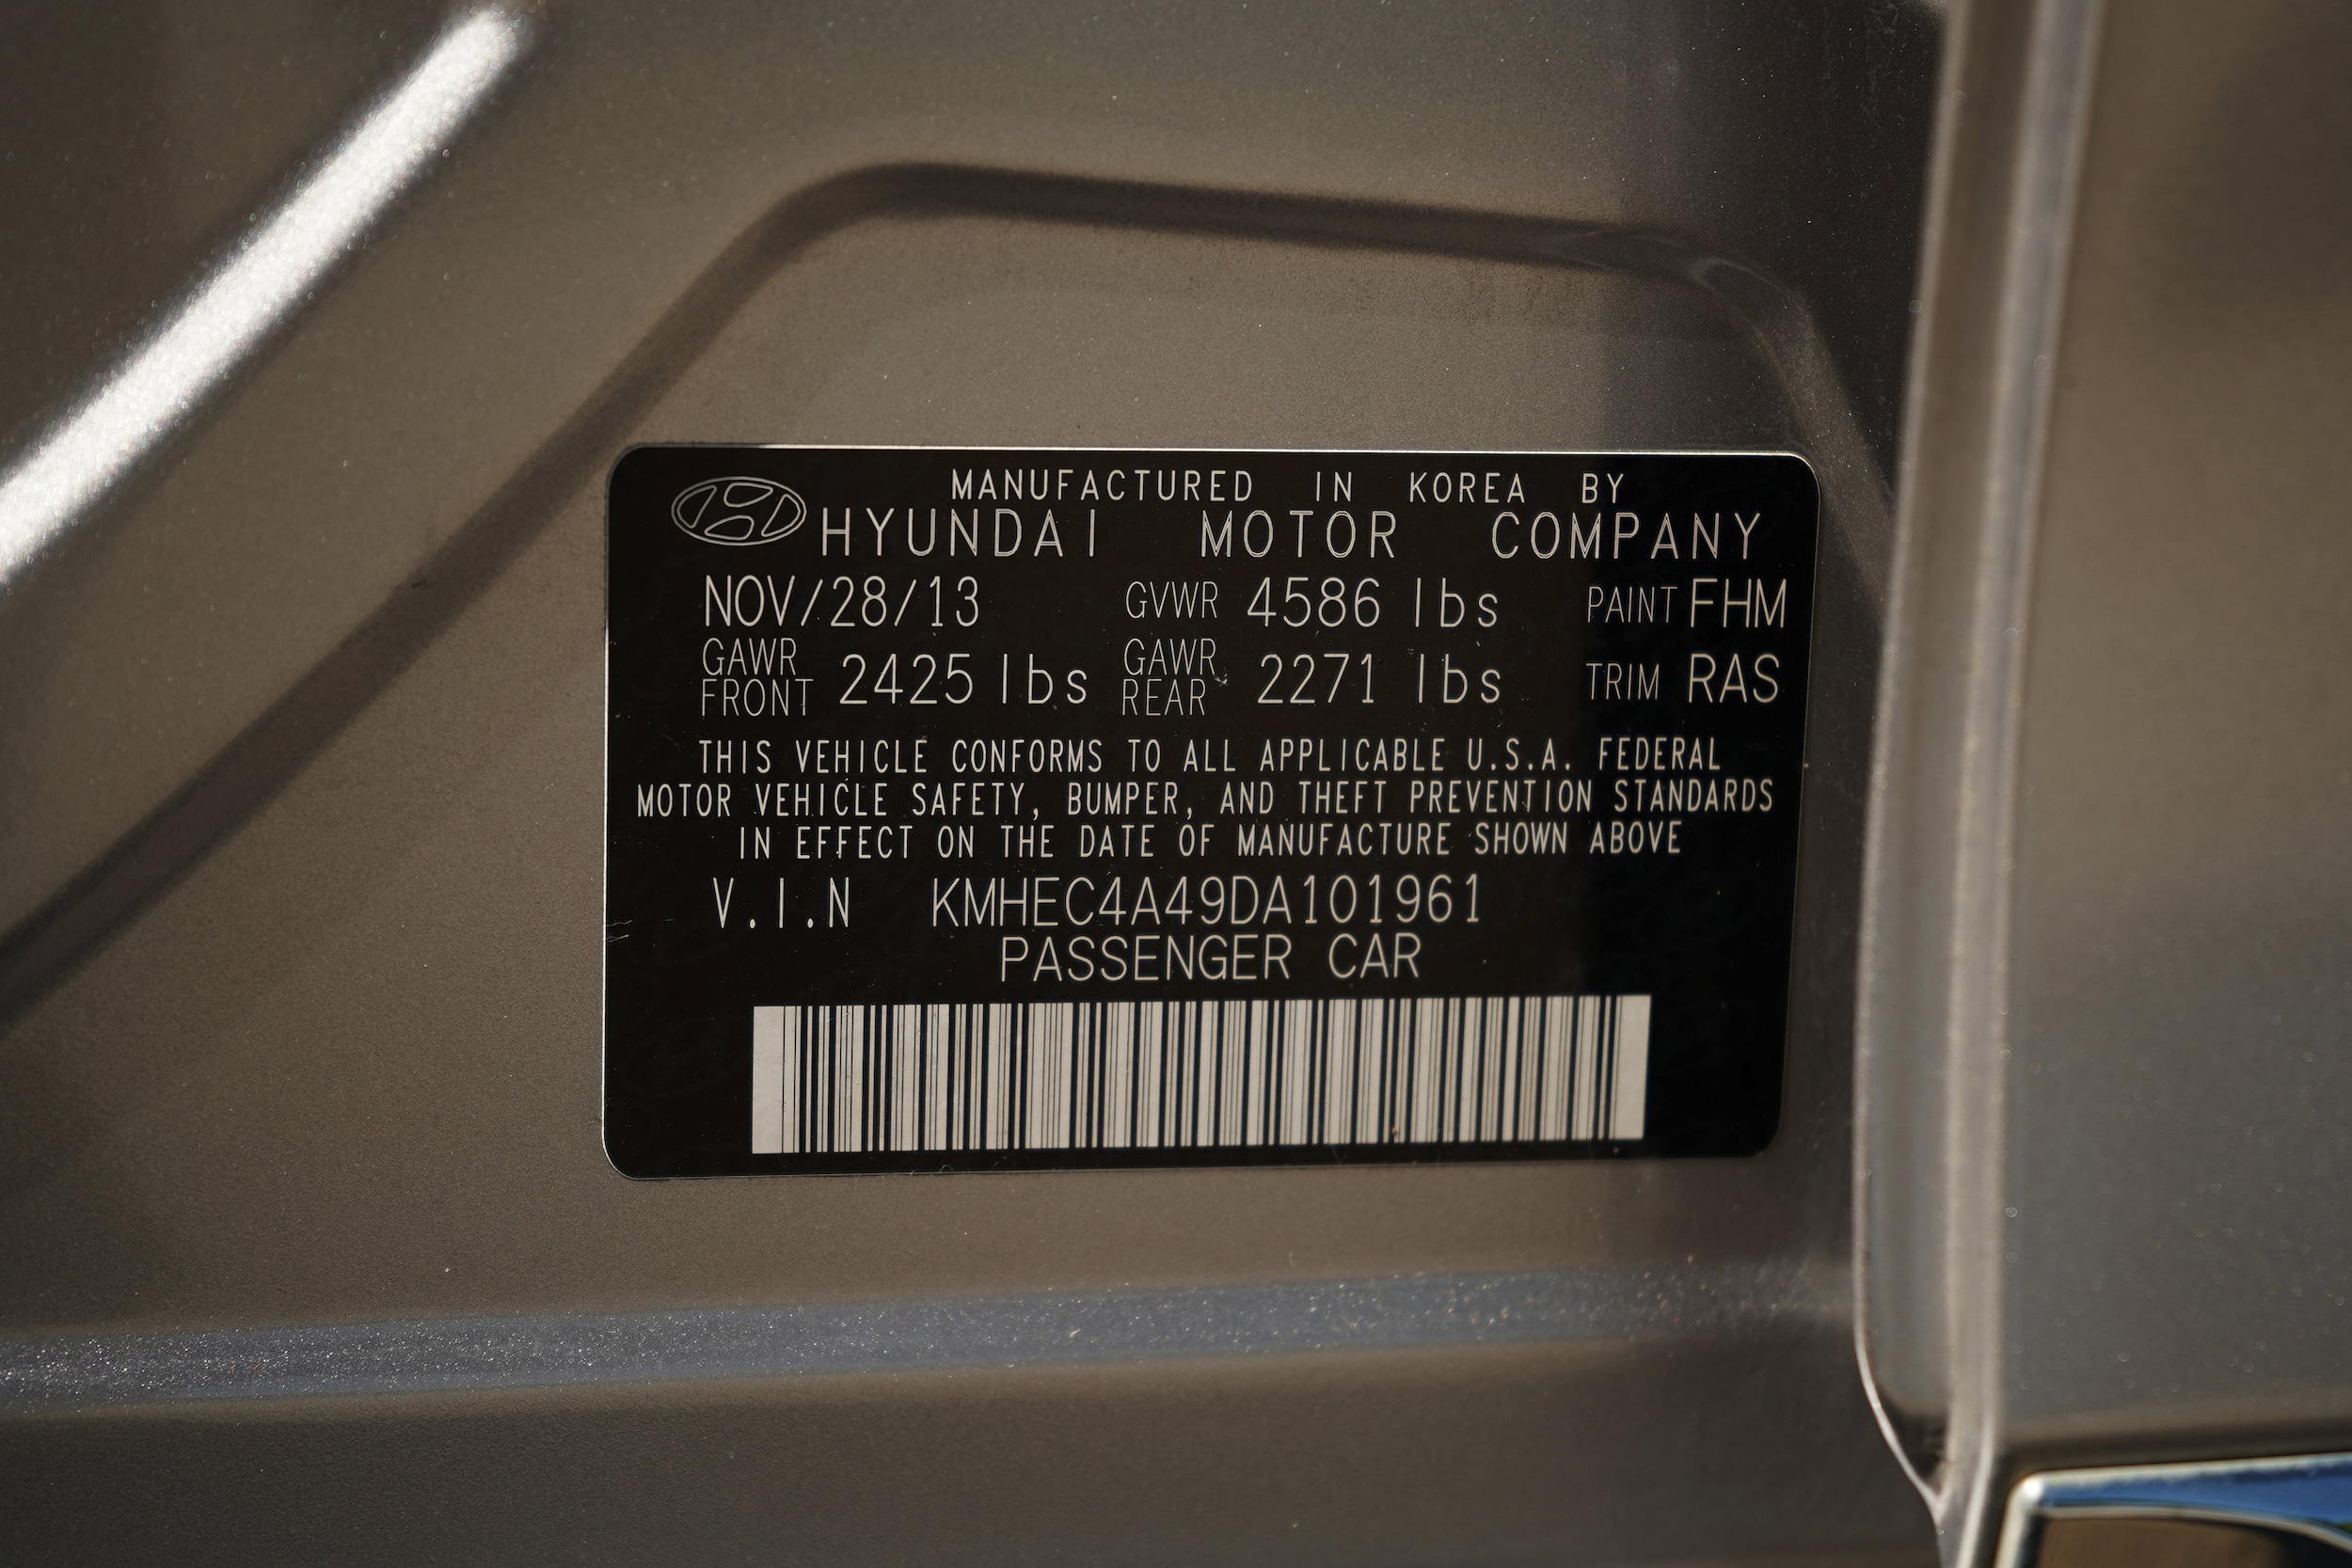 MANUFACTURED IN KOREA BY
HYUNDAI MOTOR COMPANY
NOV/28/13 GVWR 4586 lbs PAINT FHM
GAWR FRONT 2425 lbs GAWR REAR 2271 lbs TRIM RAS
THIS VEHICLE CONFORMS TO ALL APPLICABLE U.S.A. FEDERAL
MOTOR VEHICLE SAFETY, BUMPER, AND THEFT PREVENTION STANDARDS
IN EFFECT ON THE DATE OF MANUFACTURE SHOWN ABOVE
V.I.N KMHEC4A49DA101961
PASSENGER CAR